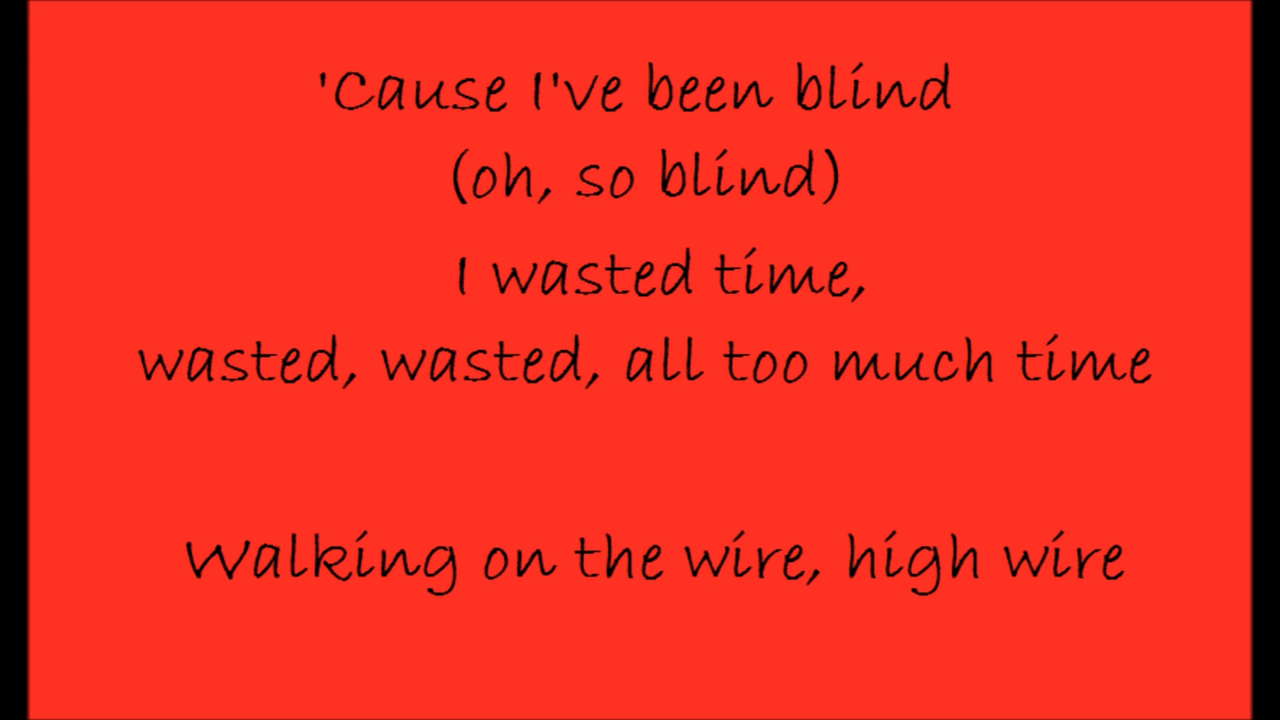 'Cause I've been blind
(oh, so blind)
I wasted time,
wasted, wasted, all too much time
Walking on the wire, high wire